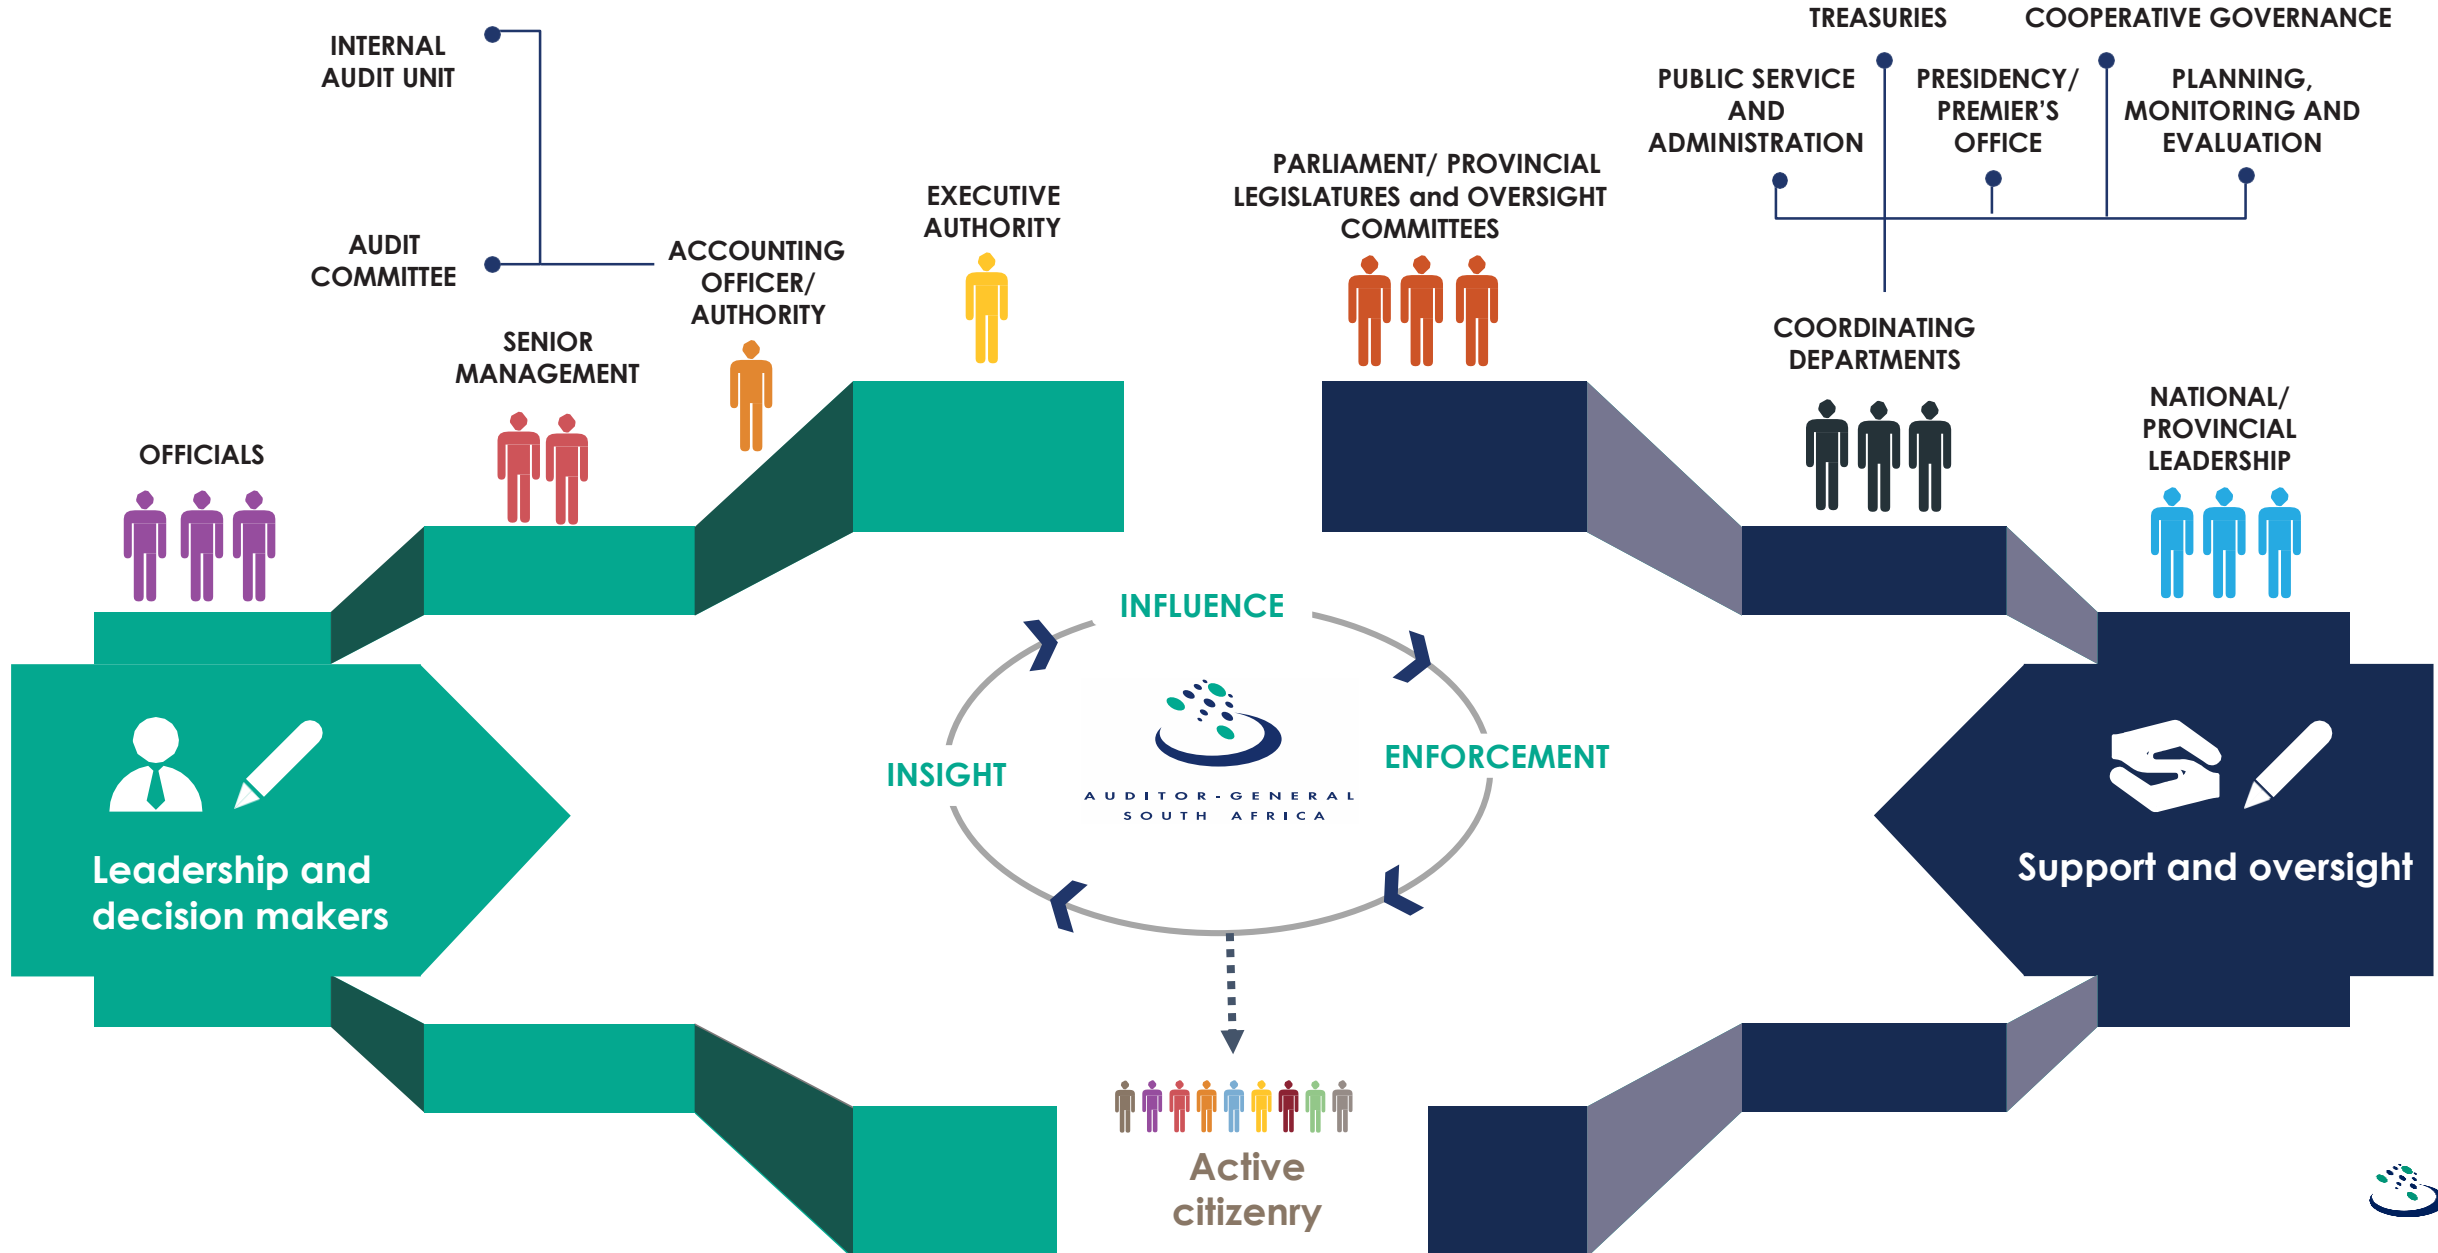 INTERNAL
AUDIT UNIT
AUDIT
COMMITTEE
OFFICIALS
SENIOR
MANAGEMENT
ACCOUNTING
OFFICER/
AUTHORITY
EXECUTIVE
AUTHORITY
PARLIAMENT/ PROVINCIAL
LEGISLATURES and OVERSIGHT
COMMITTEES
TREASURIES
COOPERATIVE GOVERNANCE
PUBLIC SERVICE
AND
ADMINISTRATION
PRESIDENCY/
PREMIER'S
OFFICE
PLANNING,
MONITORING AND
EVALUATION
COORDINATING
DEPARTMENTS
NATIONAL/
PROVINCIAL
LEADERSHIP
INFLUENCE
INSIGHT
ENFORCEMENT
AUDITOR-GENERAL
SOUTH AFRICA
Leadership and
decision makers
Support and oversight
Active
citizenry